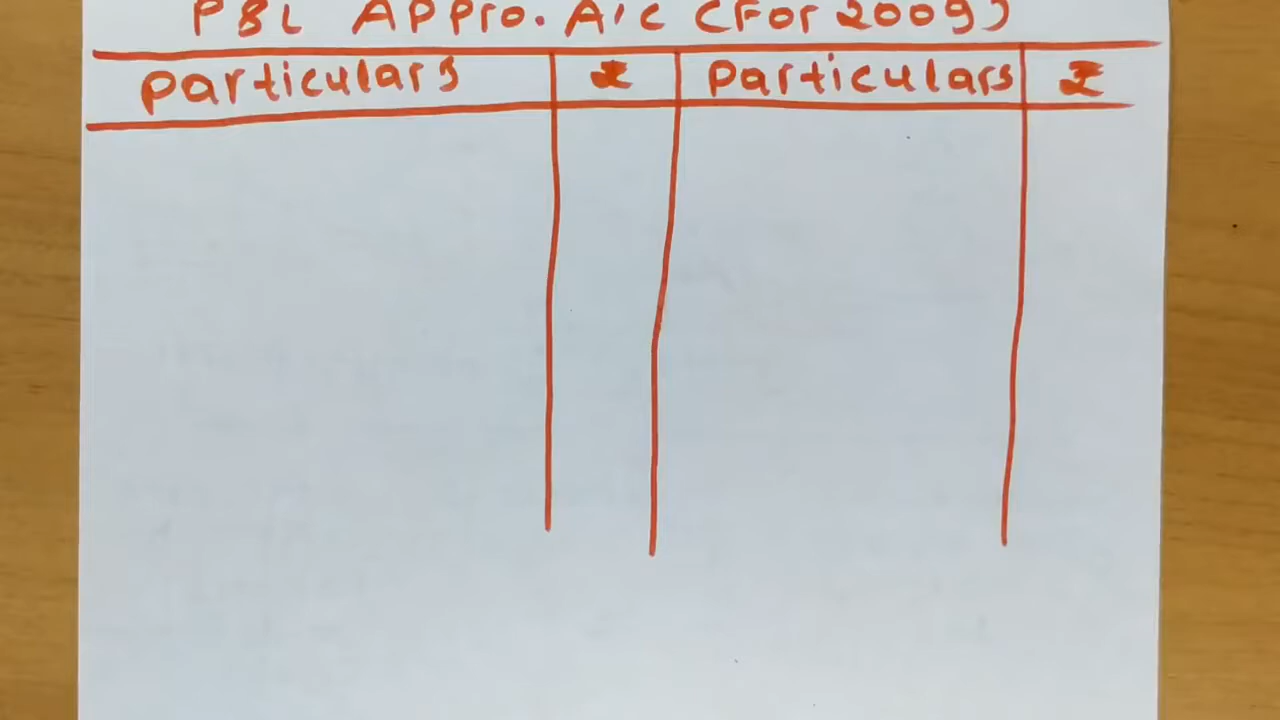 P&L Appro. A/c (For 2009)
Particulars ₹ Particulars ₹